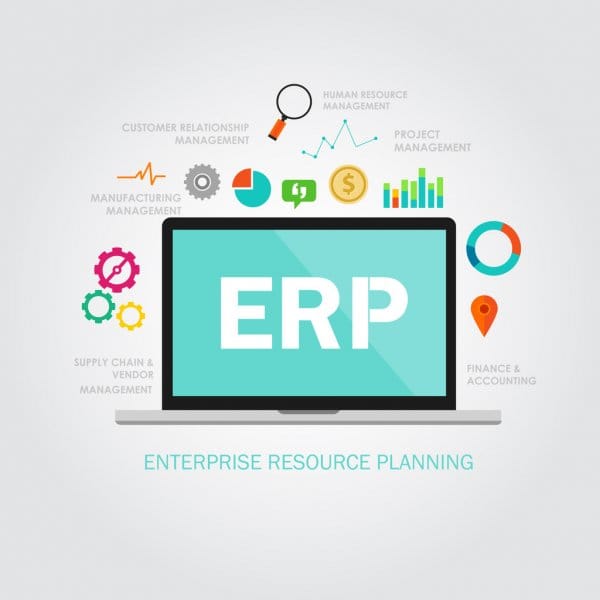 HUMAN RESOURCE
MANAGEMENT
CUSTOMER RELATIONSHIP
MANAGEMENT
PROJECT
MANAGEMENT
MANUFACTURING
MANAGEMENT
$
ERP
SUPPLY CHAIN &
VENDOR
MANAGEMENT
FINANCE &
ACCOUNTING
ENTERPRISE RESOURCE PLANNING